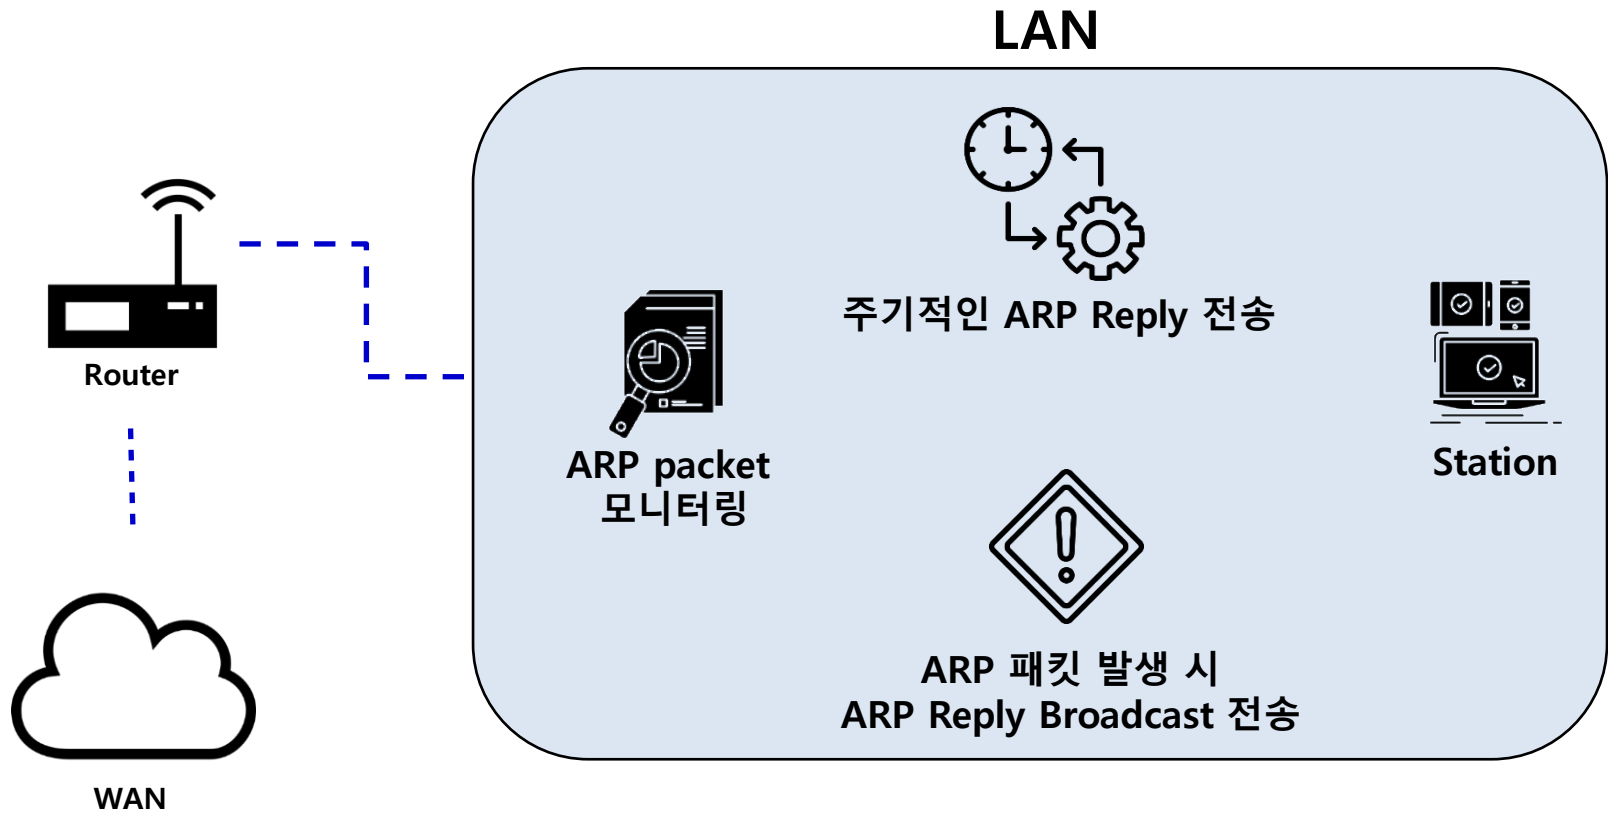 LAN
주기적인 ARP Reply 전송
Router
ARP packet
모니터링
Station
ARP 패킷 발생 시
ARP Reply Broadcast 전송
WAN